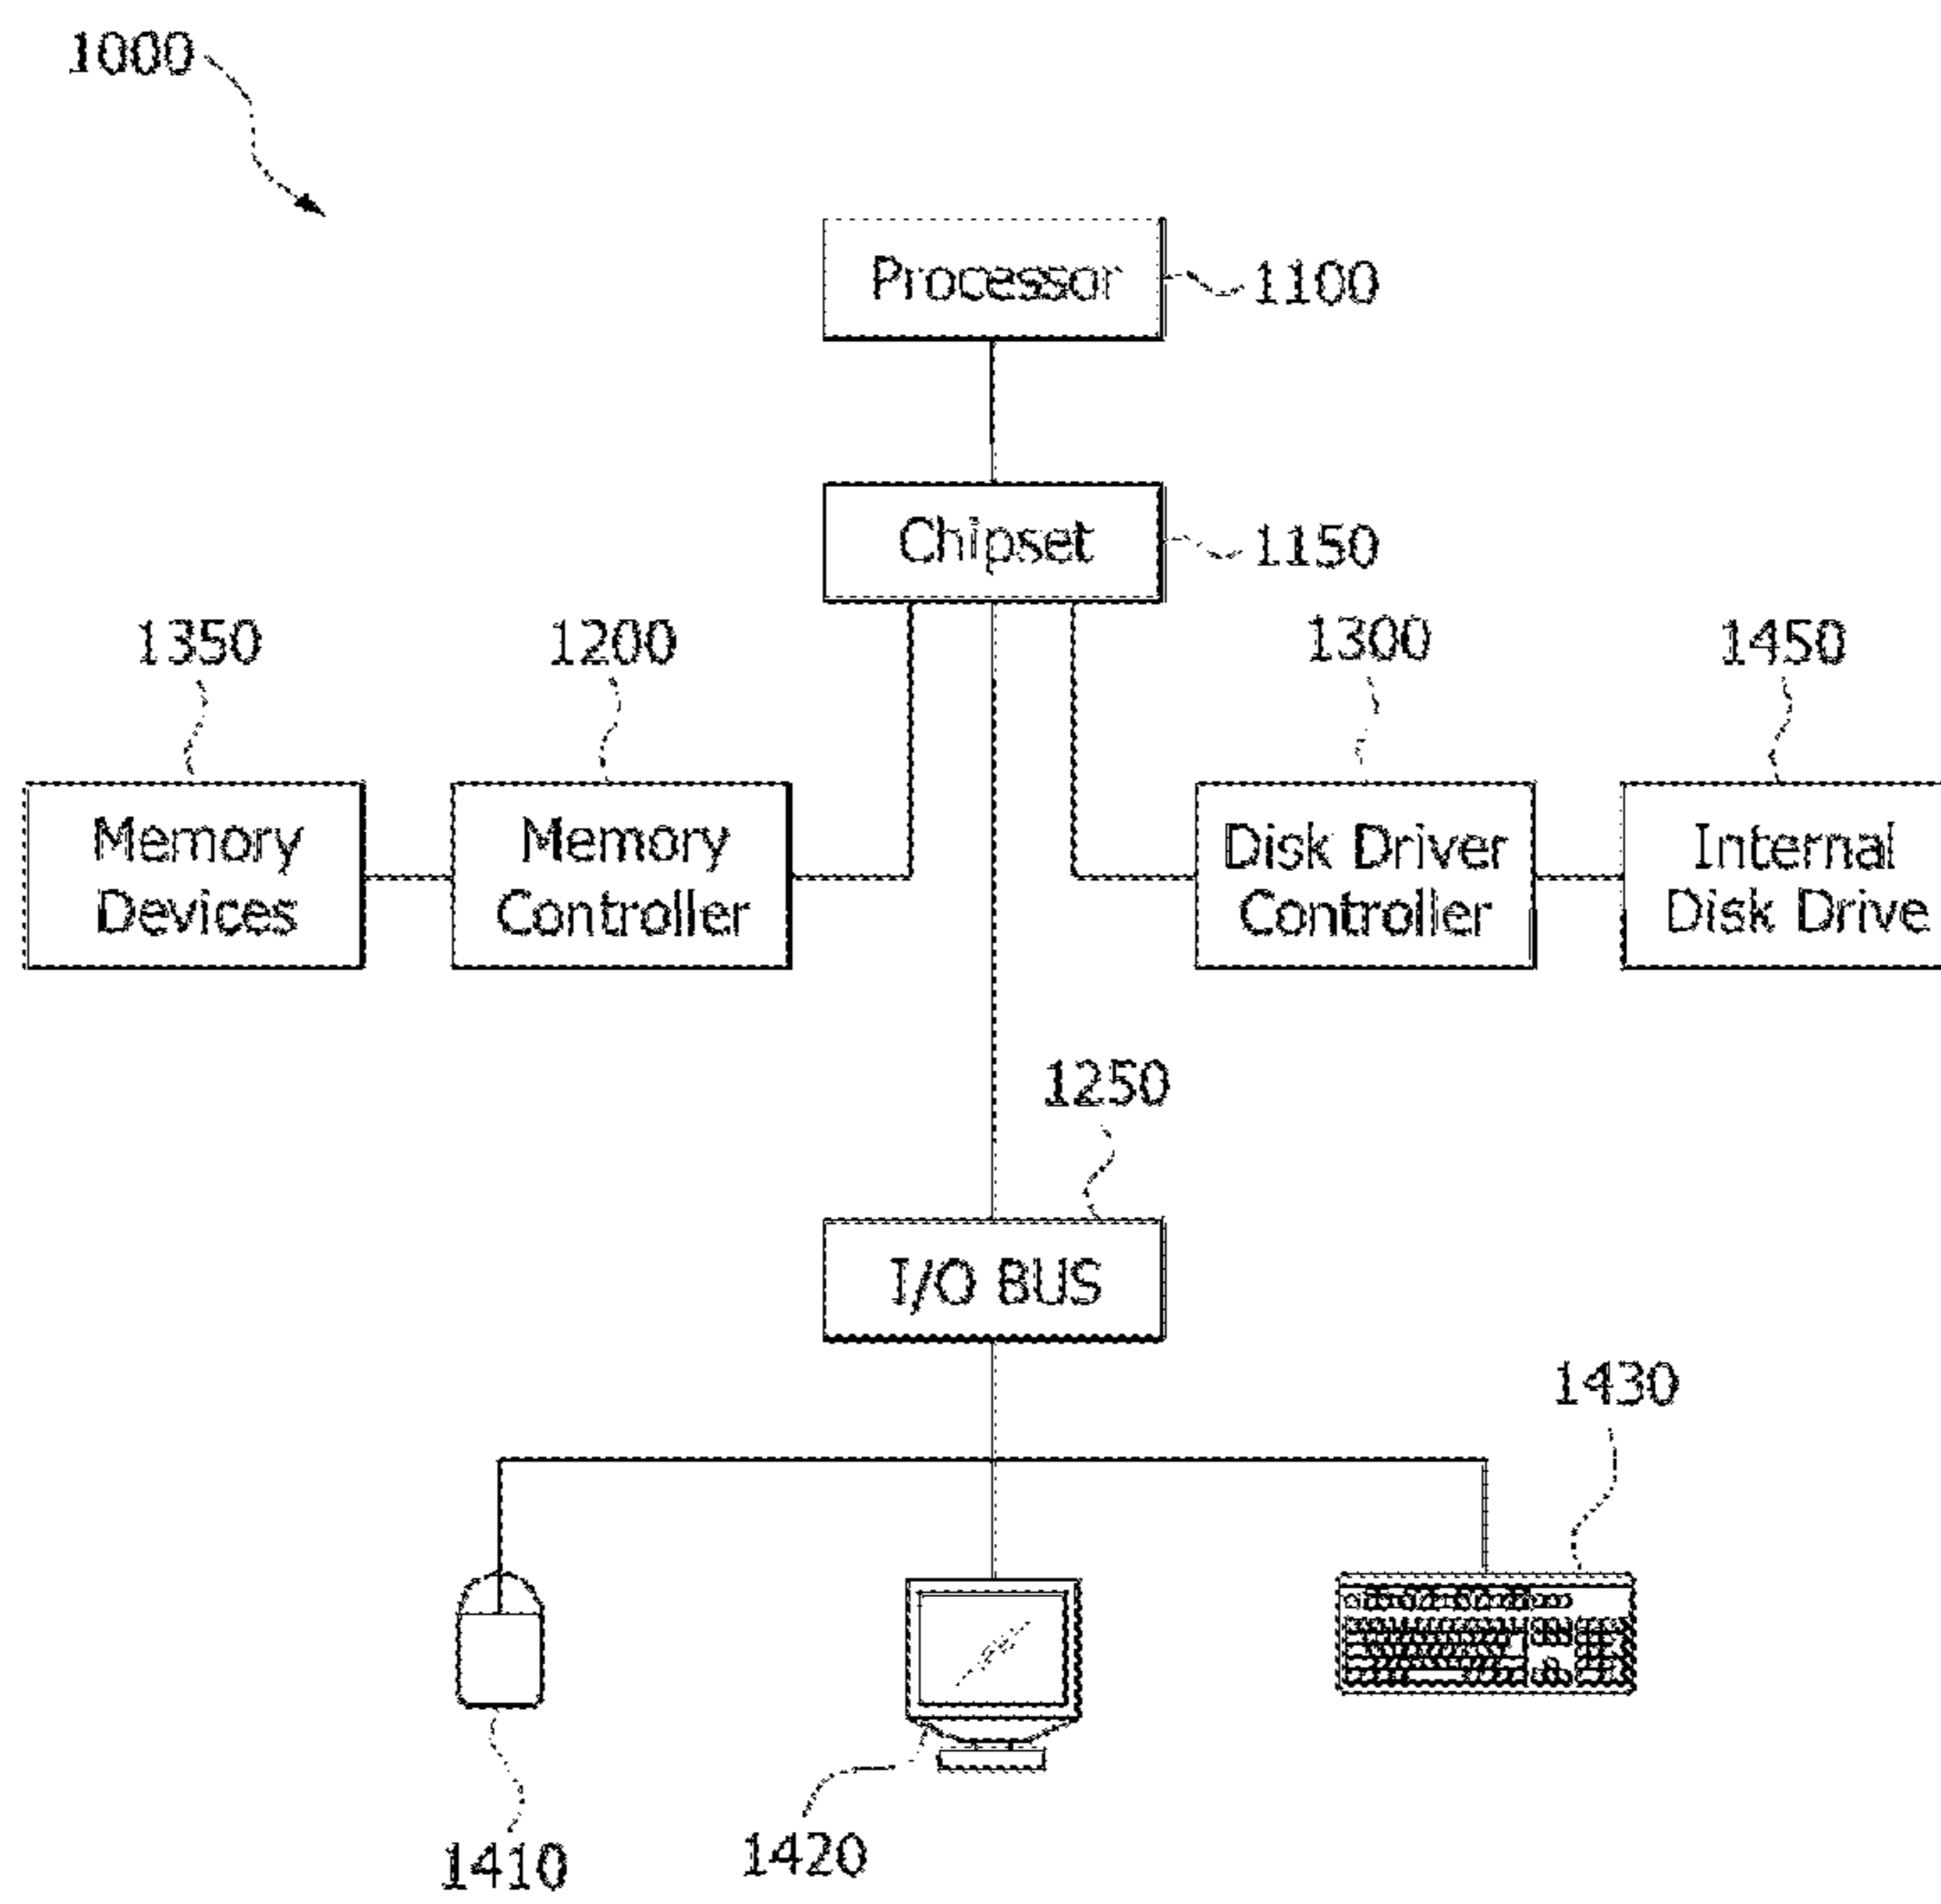 1000
Processor
1100
Chipset
1150
1350
1200
1300
1450
Memory
Devices
Memory
Controller
Disk Driver
Controller
Internal
Disk Drive
1250
I/O BUS
1430
1410
1420